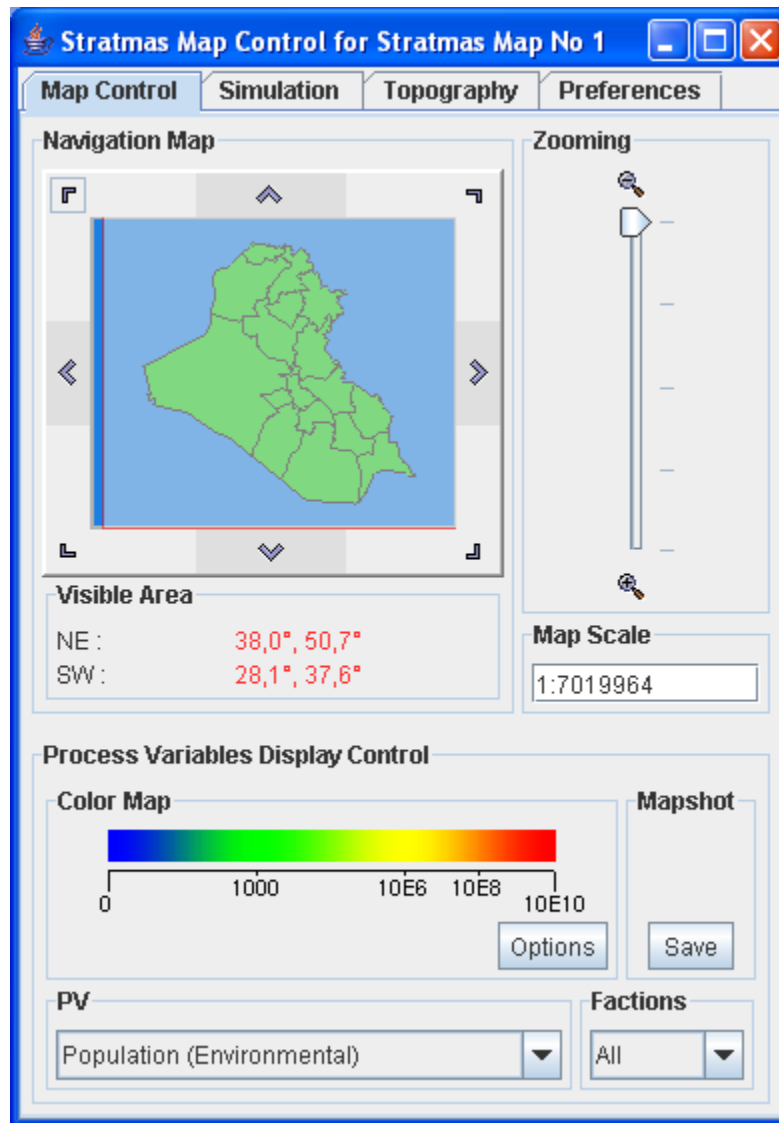 Stratmas Map Control for Stratmas Map No 1
Map Control Simulation Topography Preferences
Navigation Map
Zooming
Visible Area
NE : 38,0°, 50,7°
SW : 28,1°, 37,6°
Map Scale
1:7019964
Process Variables Display Control
Color Map
0 1000 10E6 10E8 10E10
Options
Mapshot
Save
PV
Population (Environmental)
Factions
All